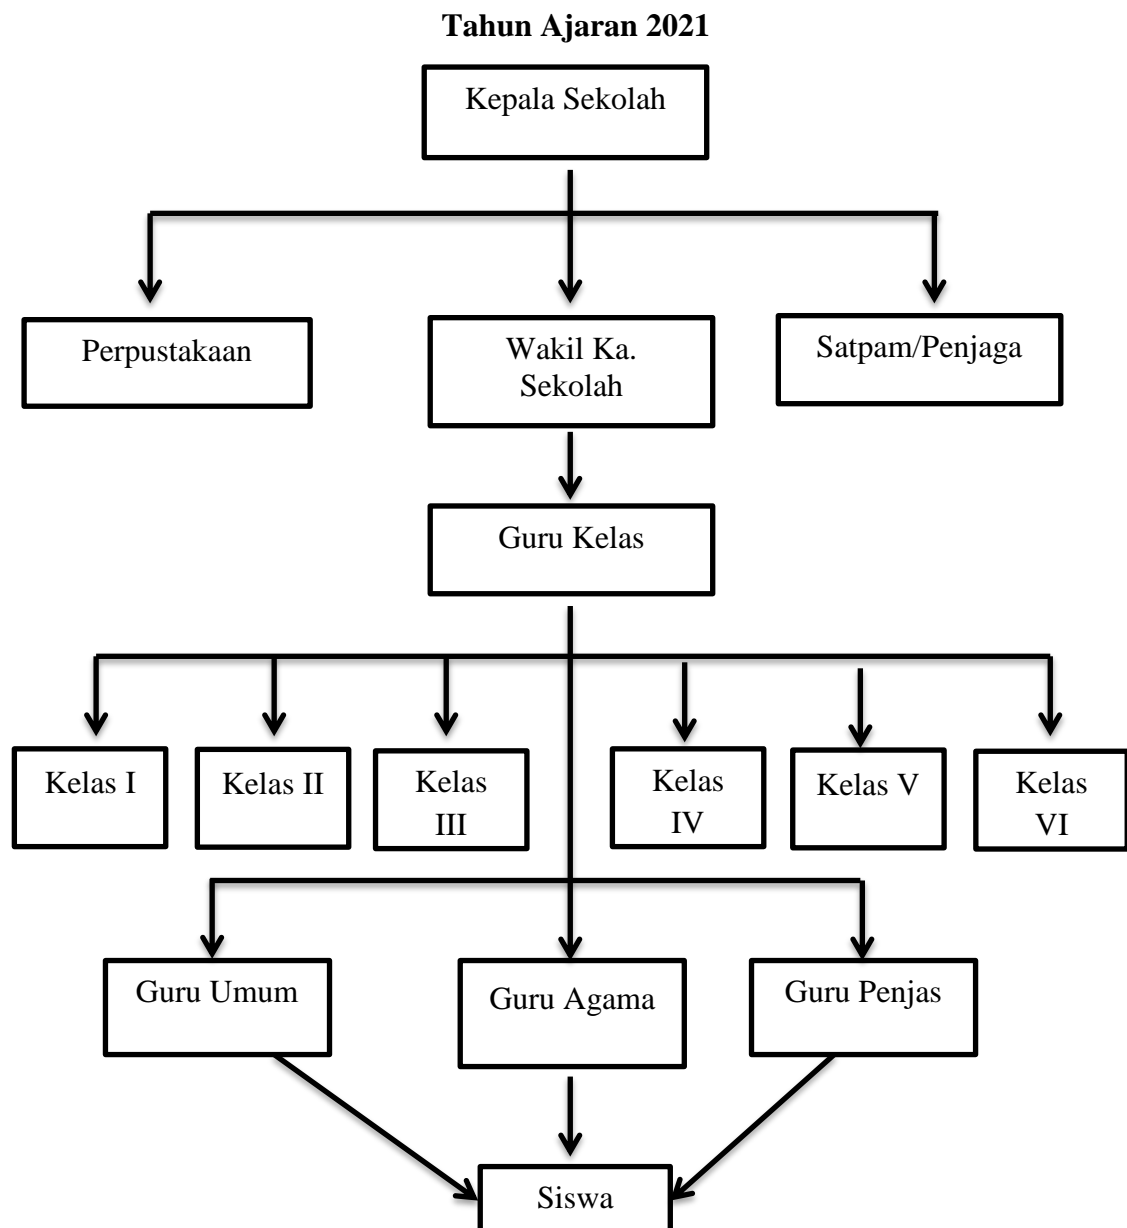 Tahun Ajaran 2021
Kepala Sekolah
Perpustakaan
Wakil Ka.
Sekolah
Satpam/Penjaga
Guru Kelas
Kelas I
Kelas II
Kelas
III
Kelas
IV
Kelas V
Kelas
VI
Guru Umum
Guru Agama
Guru Penjas
Siswa